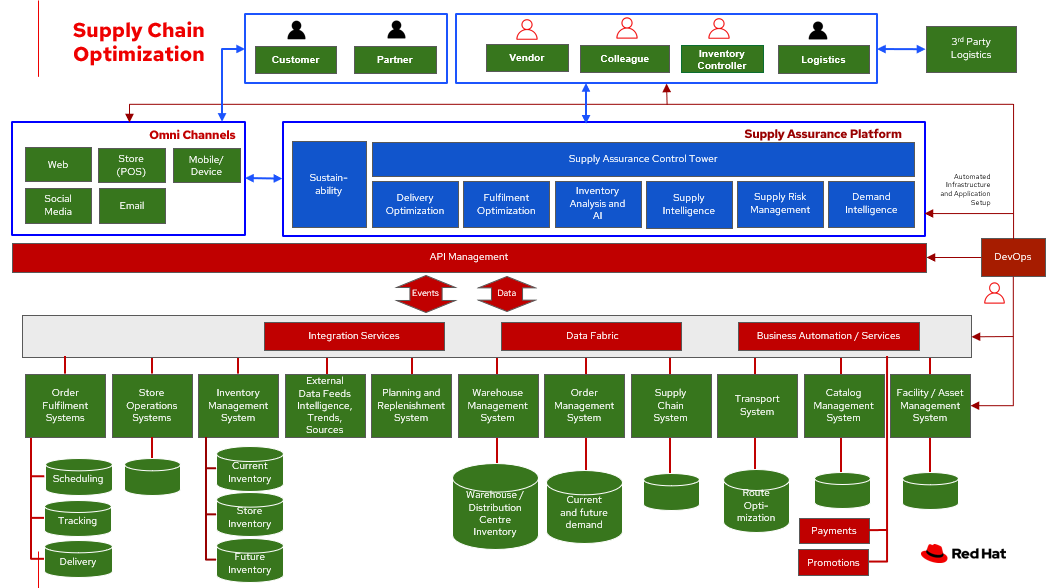 Supply Chain
Optimization
Customer
Partner
Vendor
Colleague
Inventory
Controller
Logistics
3rd Party
Logistics
Omni Channels
Web
Store
(POS)
Mobile/
Device
Social
Media
Email
Supply Assurance Platform
Sustain-
ability
Supply Assurance Control Tower
Delivery
Optimization
Fulfilment
Optimization
Inventory
Analysis and
AI
Supply
Intelligence
Supply Risk
Management
Demand
Intelligence
Automated
Infrastructure
and Application
Setup
API Management
DevOps
Events
Data
Integration Services
Data Fabric
Business Automation / Services
Order
Fulfilment
Systems
Store
Operations
Systems
Inventory
Management
System
External
Data Feeds
Intelligence,
Trends,
Sources
Planning and
Replenishment
System
Warehouse
Management
System
Order
Management
System
Supply
Chain
System
Transport
System
Catalog
Management
System
Facility / Asset
Management
System
Scheduling
Tracking
Delivery
Current
Inventory
Store
Inventory
Future
Inventory
Warehouse /
Distribution
Centre
Inventory
Current
and future
demand
Route
Opti-
mization
Payments
Promotions
Red Hat